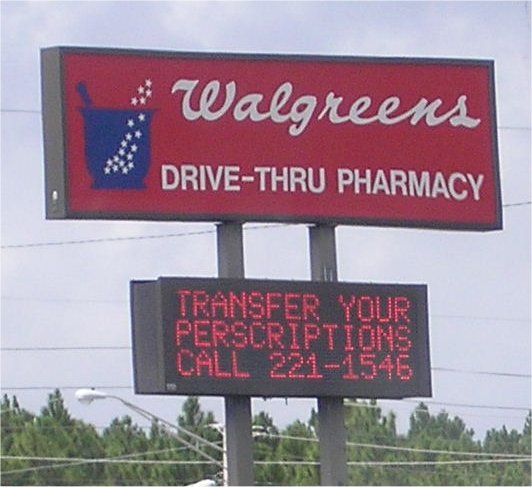 Walgreens
DRIVE-THRU PHARMACY
TRANSFER YOUR
PERSCRIPTIONS
CALL 221-1546